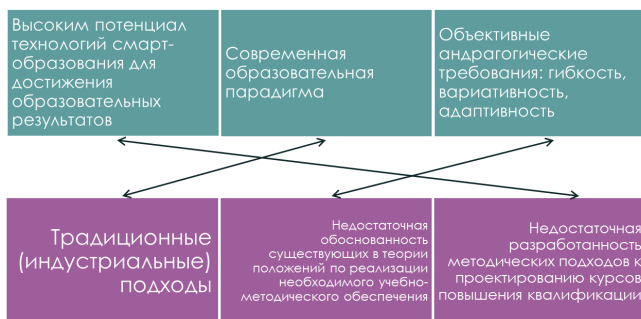 Высоким потенциал
технологий смарт-
образования для
достижения
образовательных
результатов
Современная
образовательная
парадигма
Объективные
андрагогические
требования: гибкость,
вариативность,
адаптивность
Традиционные
(индустриальные)
подходы
Недостаточная
обоснованность
существующих в теории
положений по реализации
необходимого учебно-
методического обеспечения
Недостаточная
разработанность
методических подходов к
проектированию курсов
повышения квалификации